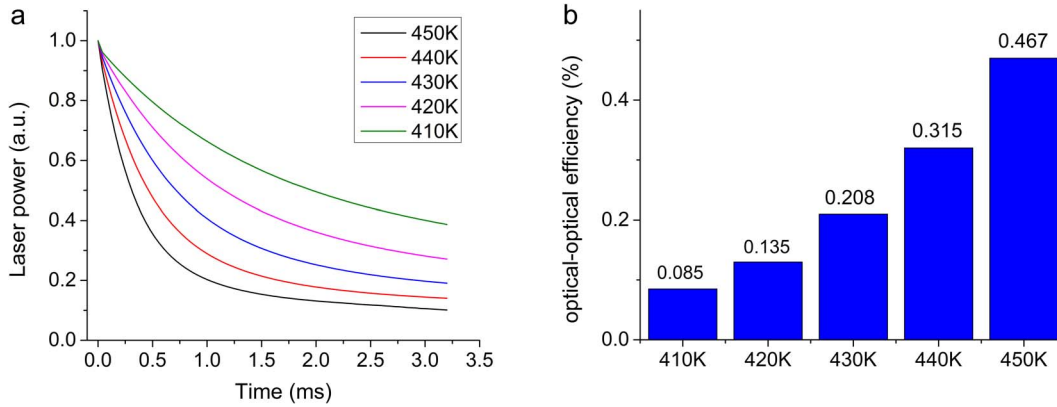 a
Laser power (a.u.)
1.0
0.8
0.6
0.4
0.2
0.0
450K
440K
430K
420K
410K
0.0 0.5 1.0 1.5 2.0 2.5 3.0 3.5
Time (ms)
b
optical-optical efficiency (%)
0.4
0.2
0.0
0.085
0.135
0.208
0.315
0.467
410K 420K 430K 440K 450K